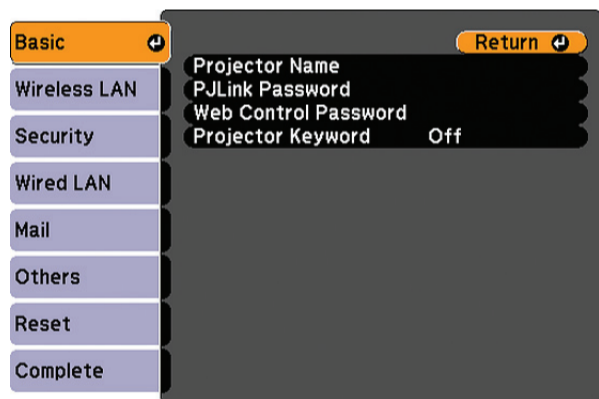 Basic
Wireless LAN
Security
Wired LAN
Mail
Others
Reset
Complete
Return
Projector Name
PJLink Password
Web Control Password
Projector Keyword Off